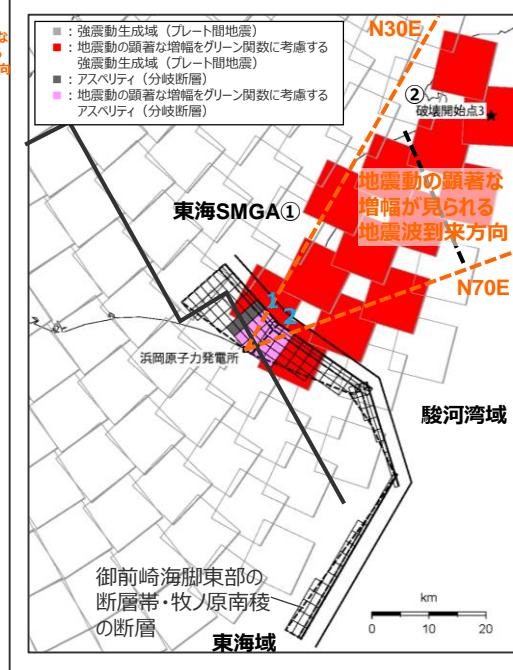 な
の
向
■：強震動生成域（プレート間地震）
■：地震動の顕著な増幅をグリーン関数に考慮する
強震動生成域（プレート間地震）
■：アスペリティ（分岐断層）
■：地震動の顕著な増幅をグリーン関数に考慮する
アスペリティ（分岐断層）
N30E
②
破壊開始点3
地震動の顕著な
増幅が見られる
地震波到来方向
東海SMGA①
N70E
1
2
浜岡原子力発電所
駿河湾域
御前崎海脚東部の
断層帯・牧ノ原南稜
の断層
東海域
km
0 10 20